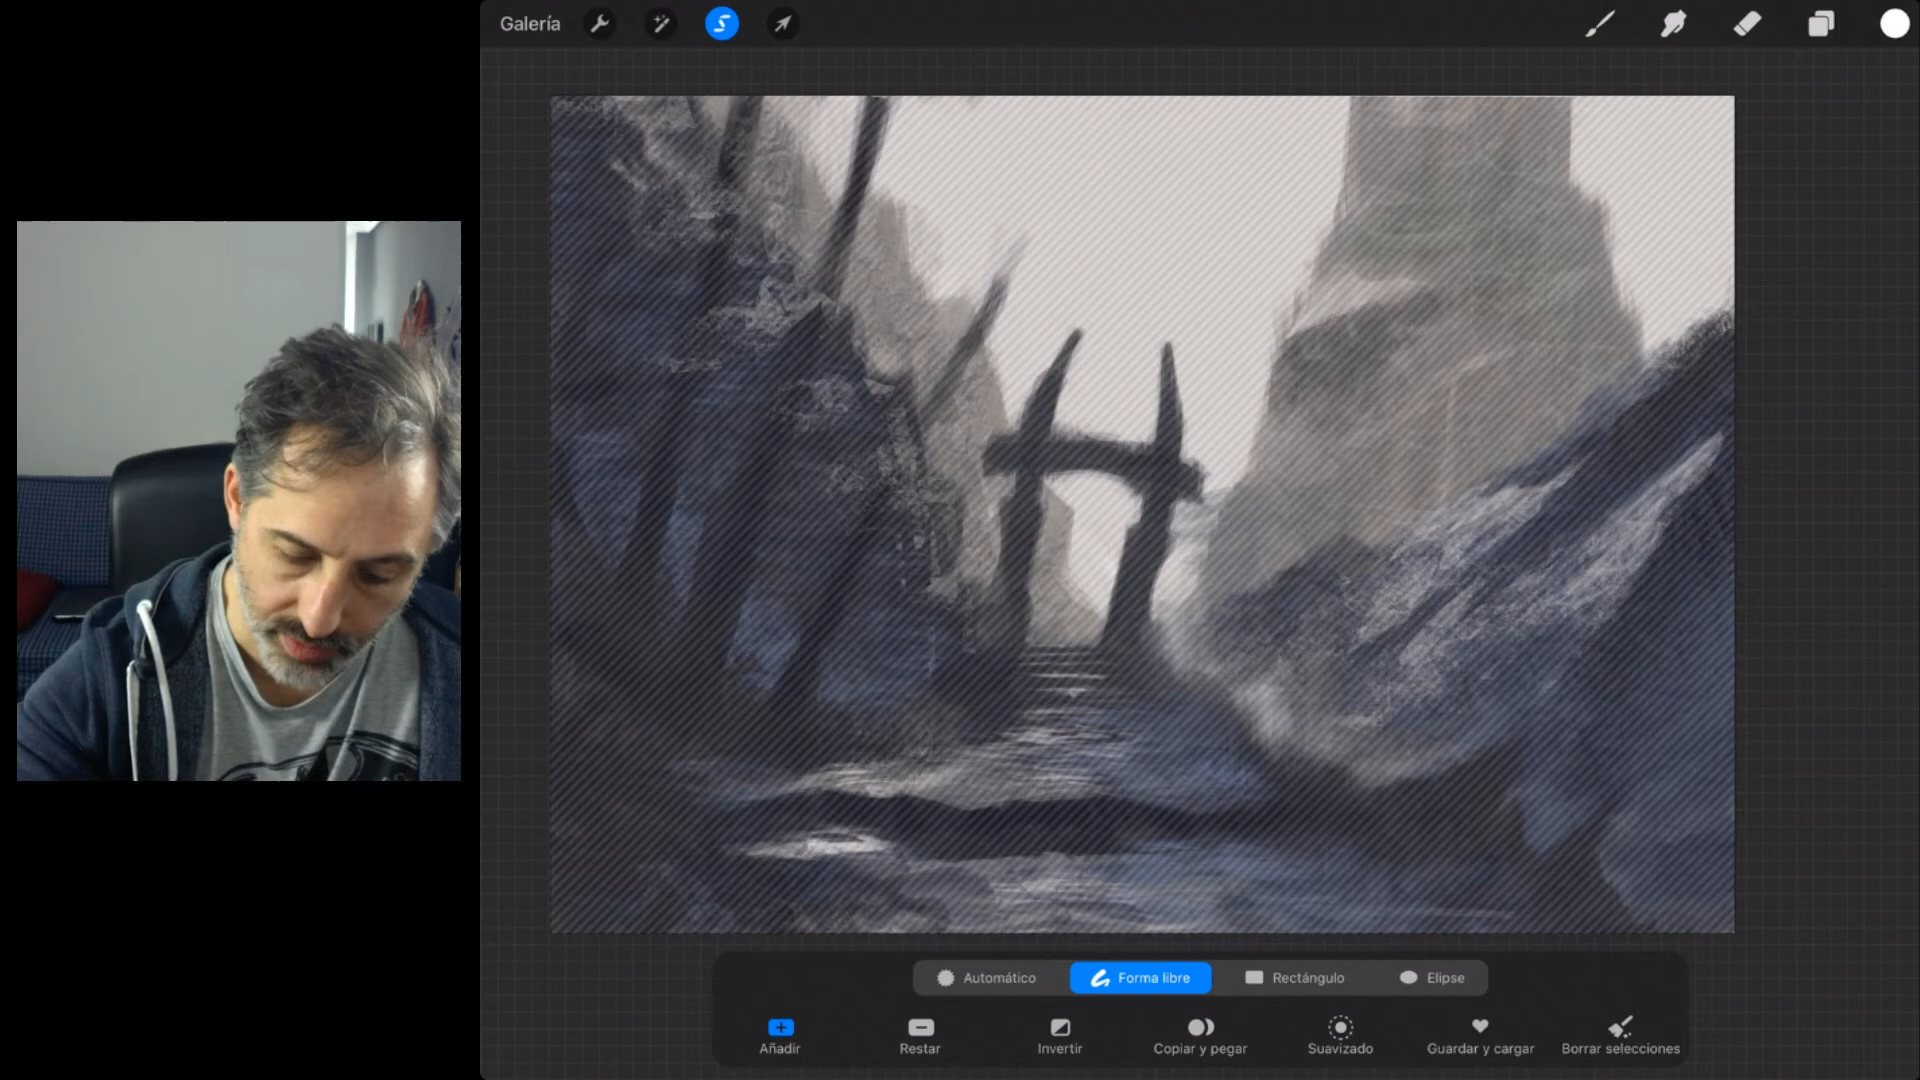 Galería
Automático
Forma libre
Rectángulo
Elipse
Añadir
Restar
Invertir
Copiar y pegar
Suavizado
Guardar y cargar
Borrar selecciones